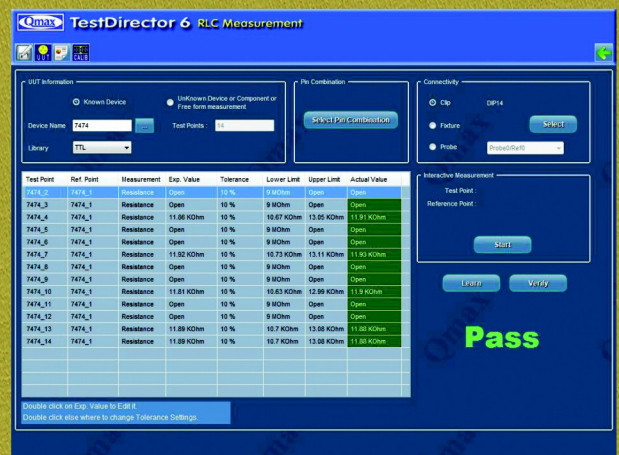 Qmax TestDirector 6 RLC Measurement
UUT CALIB
UUT Information
Known Device
UnKnown Device or Component or
Free form measurement
Device Name 7474 ... Test Points : 14
Library TTL
Pin Combination
Select Pin Combination
Connectivity
Clip DIP14
Fixture Select
Probe Probe0/Ref0
Test Point Ref. Point Measurement Exp. Value Tolerance Lower Limit Upper Limit Actual Value
7474_2 7474_1 Resistance Open 10 % 9 MOhm Open Open
7474_3 7474_1 Resistance Open 10 % 9 MOhm Open Open
7474_4 7474_1 Resistance 11.86 KOhm 10 % 10.67 KOhm 13.05 KOhm 11.91 KOhm
7474_5 7474_1 Resistance Open 10 % 9 MOhm Open Open
7474_6 7474_1 Resistance Open 10 % 9 MOhm Open Open
7474_7 7474_1 Resistance 11.92 KOhm 10 % 10.73 KOhm 13.11 KOhm 11.93 KOhm
7474_8 7474_1 Resistance Open 10 % 9 MOhm Open Open
7474_9 7474_1 Resistance Open 10 % 9 MOhm Open Open
7474_10 7474_1 Resistance 11.81 KOhm 10 % 10.63 KOhm 12.99 KOhm 11.9 KOhm
7474_11 7474_1 Resistance Open 10 % 9 MOhm Open Open
7474_12 7474_1 Resistance Open 10 % 9 MOhm Open Open
7474_13 7474_1 Resistance 11.89 KOhm 10 % 10.7 KOhm 13.08 KOhm 11.88 KOhm
7474_14 7474_1 Resistance 11.89 KOhm 10 % 10.7 KOhm 13.08 KOhm 11.88 KOhm
Interactive Measurement
Test Point :
Reference Point :
Start
Learn Verify
Pass
Double click on Exp. Value to Edit it.
Double click else where to change Tolerance Settings.